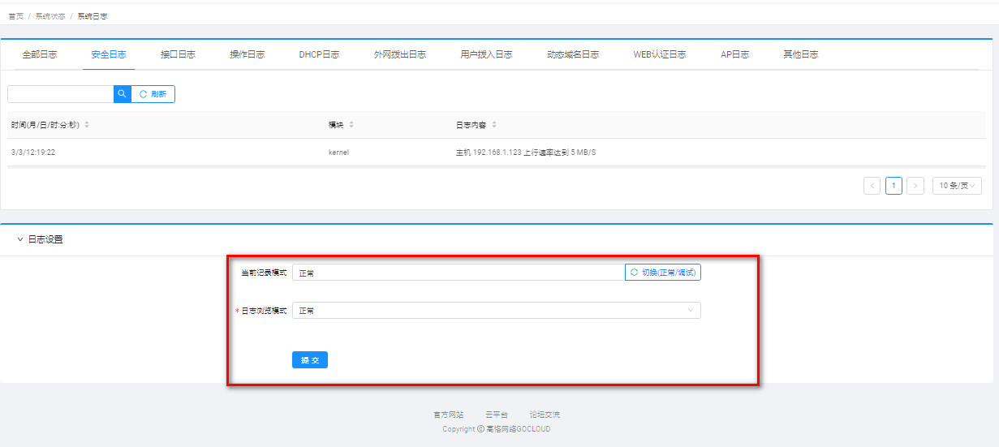 首页 / 系统状态 / 系统日志
全部日志 安全日志 接口日志 操作日志 DHCP日志 外网拨出日志 用户拨入日志 动态域名日志 WEB认证日志 AP日志 其他日志
刷新
时间(月/日/时:分:秒) 模块 日志内容
3/3/12:19:22 kernel 主机 192.168.1.123 上行速率达到 5 MB/S
1 10 条/页
日志设置
当前记录模式 正常 切换(正常/调试)
* 日志浏览模式 正常
提 交
官方网站 云平台 论坛交流
Copyright © 高恪网络GOCLOUD